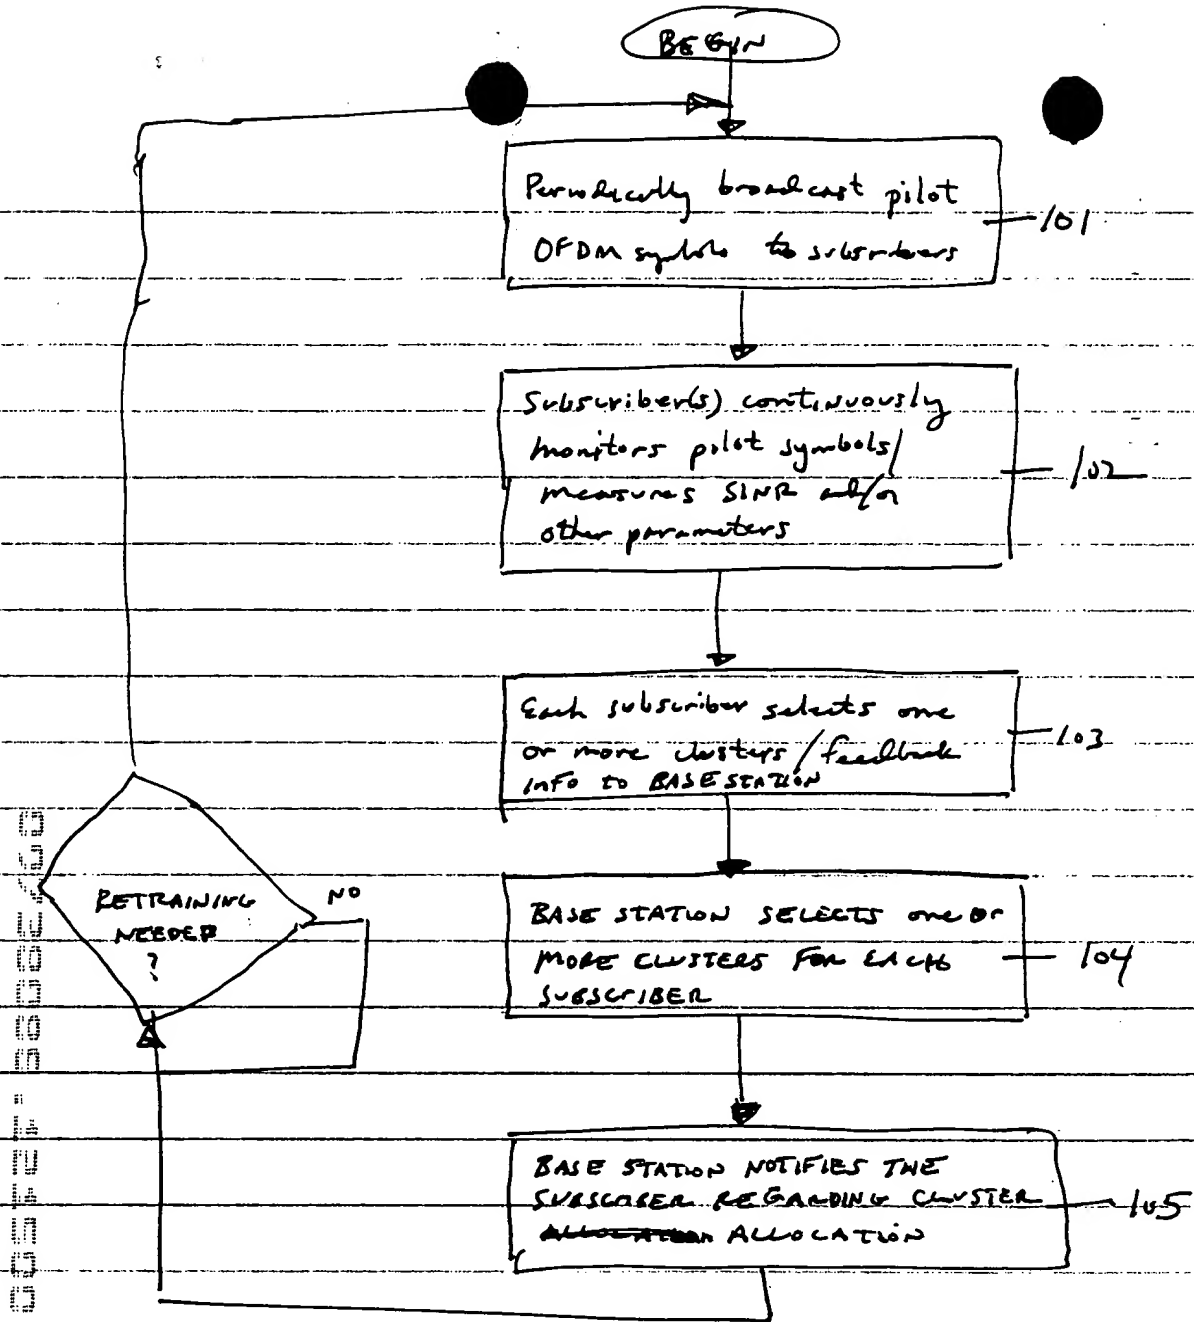 BEGIN
Periodically broadcast pilot
OFDM symbols to subscribers
101
Subscriber(s) continuously
monitors pilot symbols/
measures SINR and/or
other parameters
102
Each subscriber selects one
or more clusters/feedback
info to BASE STATION
103
RETRAINING
NEEDED
?
NO
BASE STATION SELECTS one or
MORE CLUSTERS FOR EACH
SUBSCRIBER
104
BASE STATION NOTIFIES THE
SUBSCRIBER REGARDING CLUSTER
ALLOCATION ALLOCATION
105